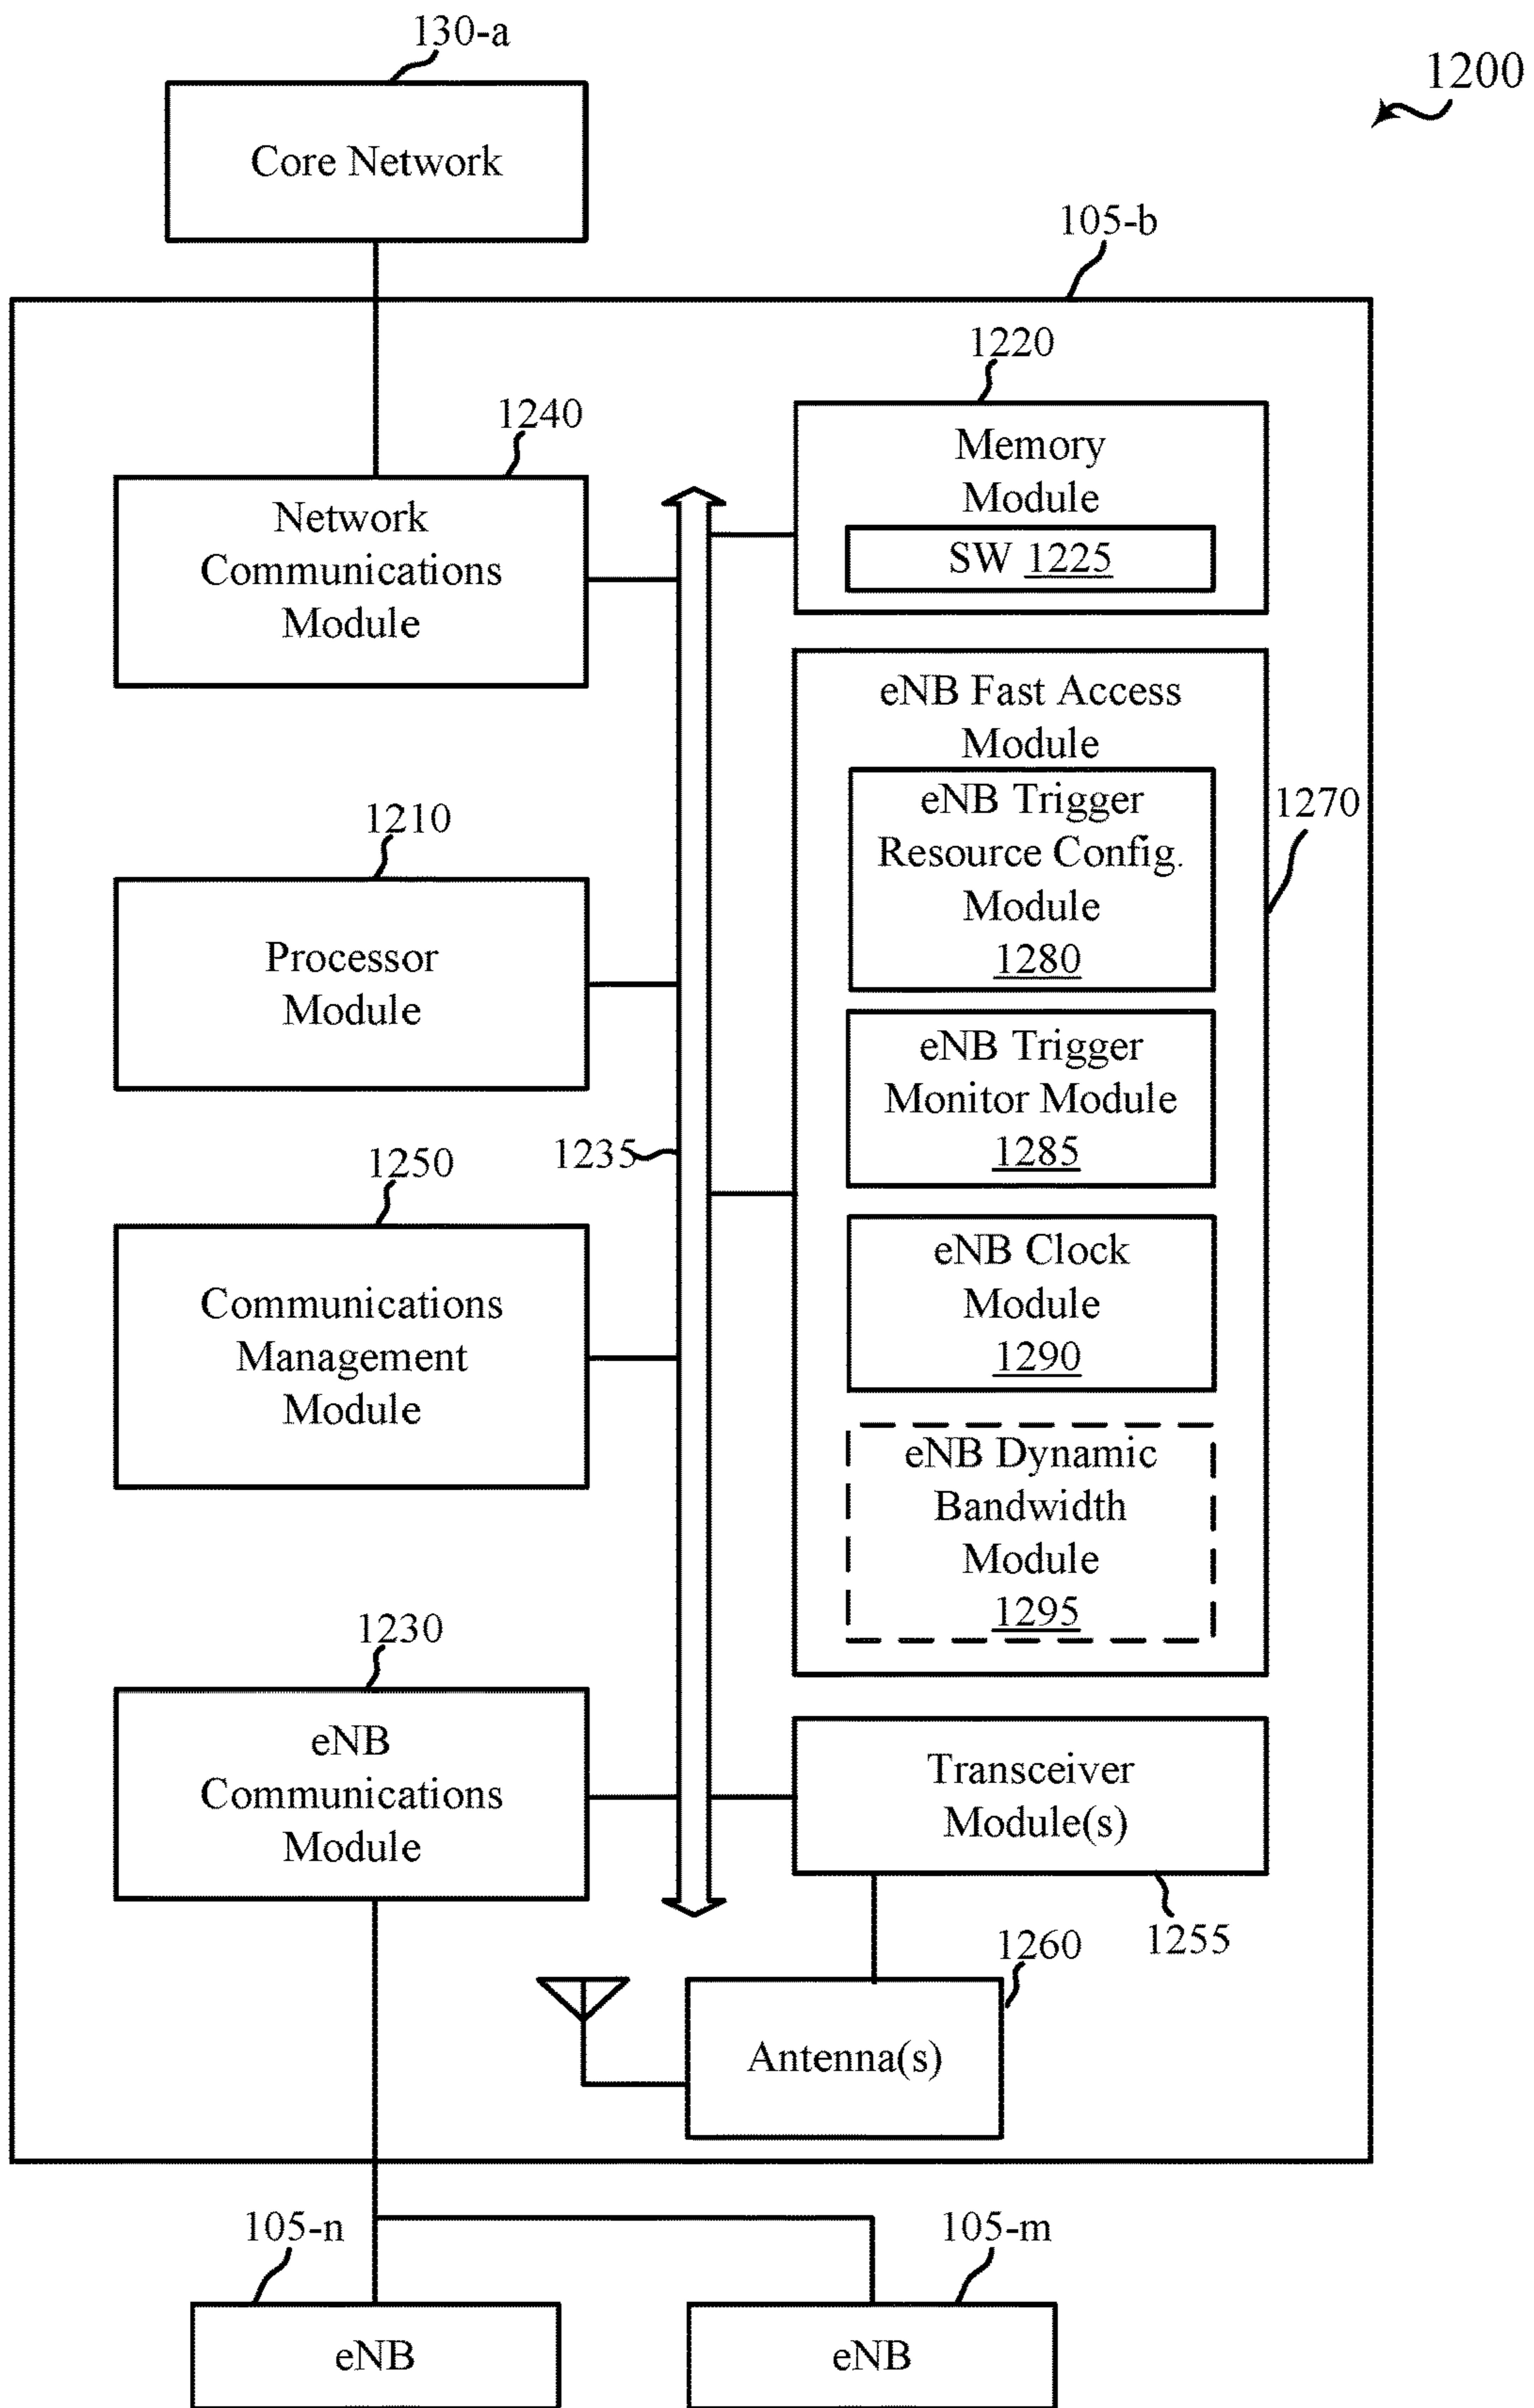 130-a
1200
Core Network
105-b
1220
1240
Memory
Module
SW 1225
Network
Communications
Module
eNB Fast Access
Module
eNB Trigger
Resource Config.
Module
1280
1270
1210
Processor
Module
eNB Trigger
Monitor Module
1285
1235
1250
Communications
Management
Module
eNB Clock
Module
1290
eNB Dynamic
Bandwidth
Module
1295
1230
eNB
Communications
Module
Transceiver
Module(s)
1255
1260
Antenna(s)
105-n
105-m
eNB
eNB